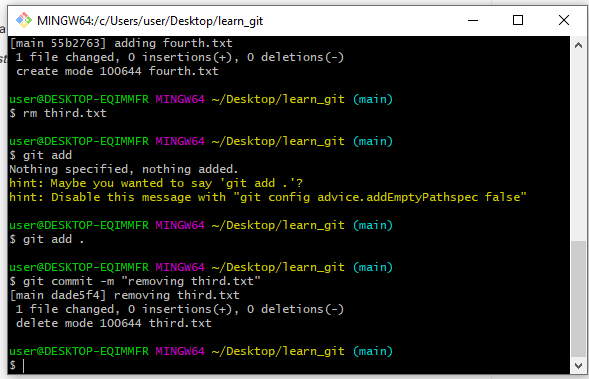 MINGW64:/c/Users/user/Desktop/learn_git
[main 55b2763] adding fourth.txt
 1 file changed, 0 insertions(+), 0 deletions(-)
 create mode 100644 fourth.txt
user@DESKTOP-EQIMMFR MINGW64 ~/Desktop/learn_git (main)
$ rm third.txt
user@DESKTOP-EQIMMFR MINGW64 ~/Desktop/learn_git (main)
$ git add
Nothing specified, nothing added.
hint: Maybe you wanted to say 'git add .'?
hint: Disable this message with "git config advice.addEmptyPathspec false"
user@DESKTOP-EQIMMFR MINGW64 ~/Desktop/learn_git (main)
$ git add .
user@DESKTOP-EQIMMFR MINGW64 ~/Desktop/learn_git (main)
$ git commit -m "removing third.txt"
[main dade5f4] removing third.txt
 1 file changed, 0 insertions(+), 0 deletions(-)
 delete mode 100644 third.txt
user@DESKTOP-EQIMMFR MINGW64 ~/Desktop/learn_git (main)
$